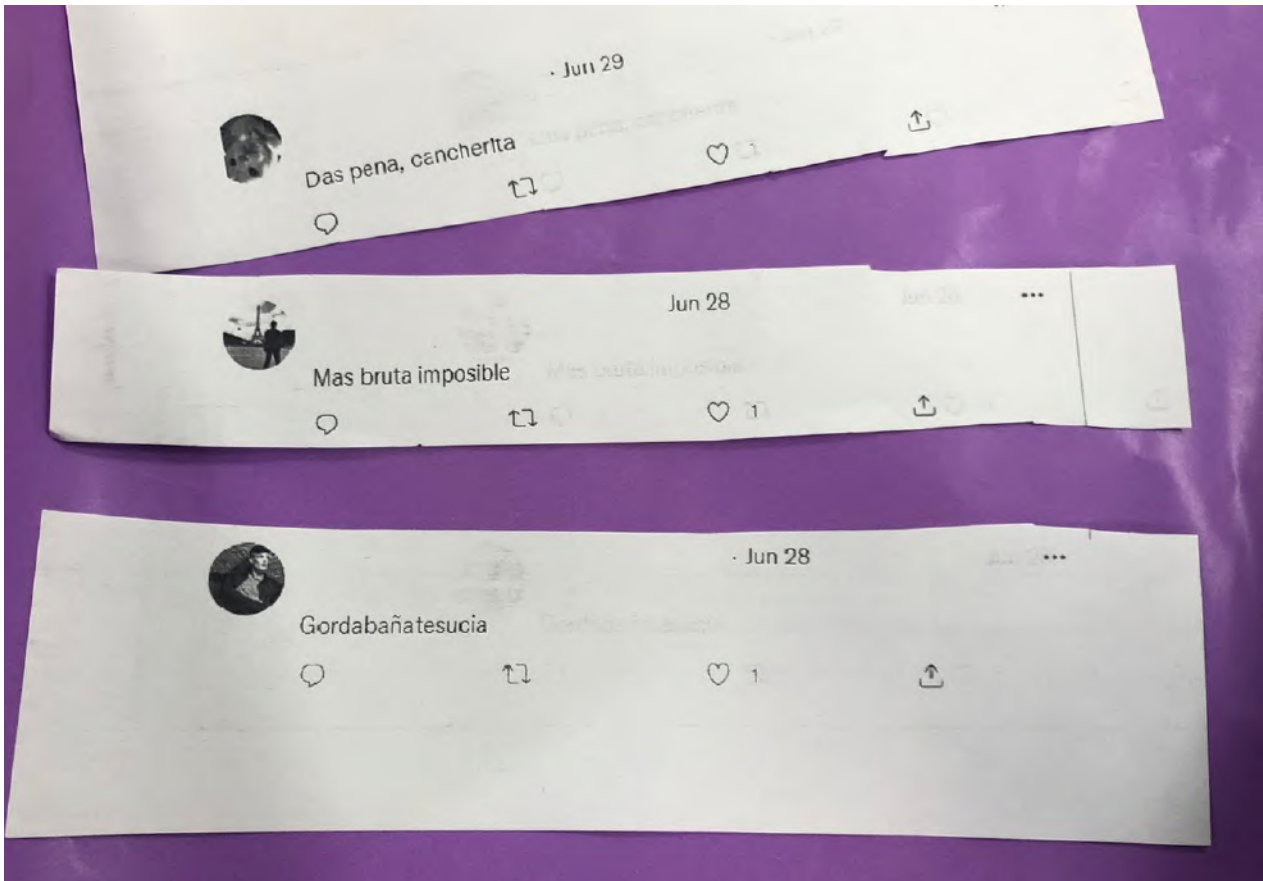 · Jun 29
Das pena, cancherita
1
Jun 28
Mas bruta imposible
1
· Jun 28
Gordabañatesucia
1